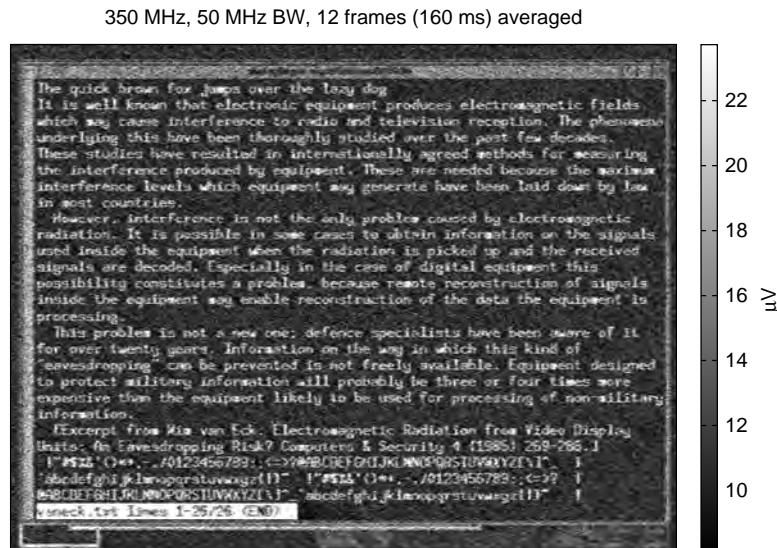 350 MHz, 50 MHz BW, 12 frames (160 ms) averaged
The quick brown fox jumps over the lazy dog
It is well known that electronic equipment produces electromagnetic fields
which may cause interference to radio and television reception. The phenomena
underlying this have been thoroughly studied over the past few decades.
These studies have resulted in internationally agreed methods for measuring
the interference produced by equipment. These are needed because the maximum
interference levels which equipment may generate have been laid down by law
in most countries.
However, interference is not the only problem caused by electromagnetic
radiation. It is possible in some cases to obtain information on the signals
used inside the equipment when the radiation is picked up and the received
signals are decoded. Especially in the case of digital equipment this
possibility constitutes a problem, because remote reconstruction of signals
inside the equipment may enable reconstruction of the data the equipment is
processing.
This problem is not a new one; defence specialists have been aware of it
for over twenty years. Information on the way in which this kind of
"eavesdropping" can be prevented is not freely available. Equipment designed
to protect military information will probably be three or four times more
expensive than the equipment likely to be used for processing of non-military
information.
[Excerpt from Wim van Eck: Electromagnetic Radiation from Video Display
Units: An Eavesdropping Risk? Computers & Security 4 (1985) 269-286.]
!"#$%&'()*+,-./0123456789:;<=>?@ABCDEFGHIJKLMNOPQRSTUVWXYZ[\]^_
`abcdefghijklmnopqrstuvwxyz{|}~ !"#$%&'()*+,-./0123456789:;<=>?
@ABCDEFGHIJKLMNOPQRSTUVWXYZ[\]^_`abcdefghijklmnopqrstuvwxyz{|}~
vaneck.txt lines 1-26/26 (END)
22
20
18
16
14
12
10
µV